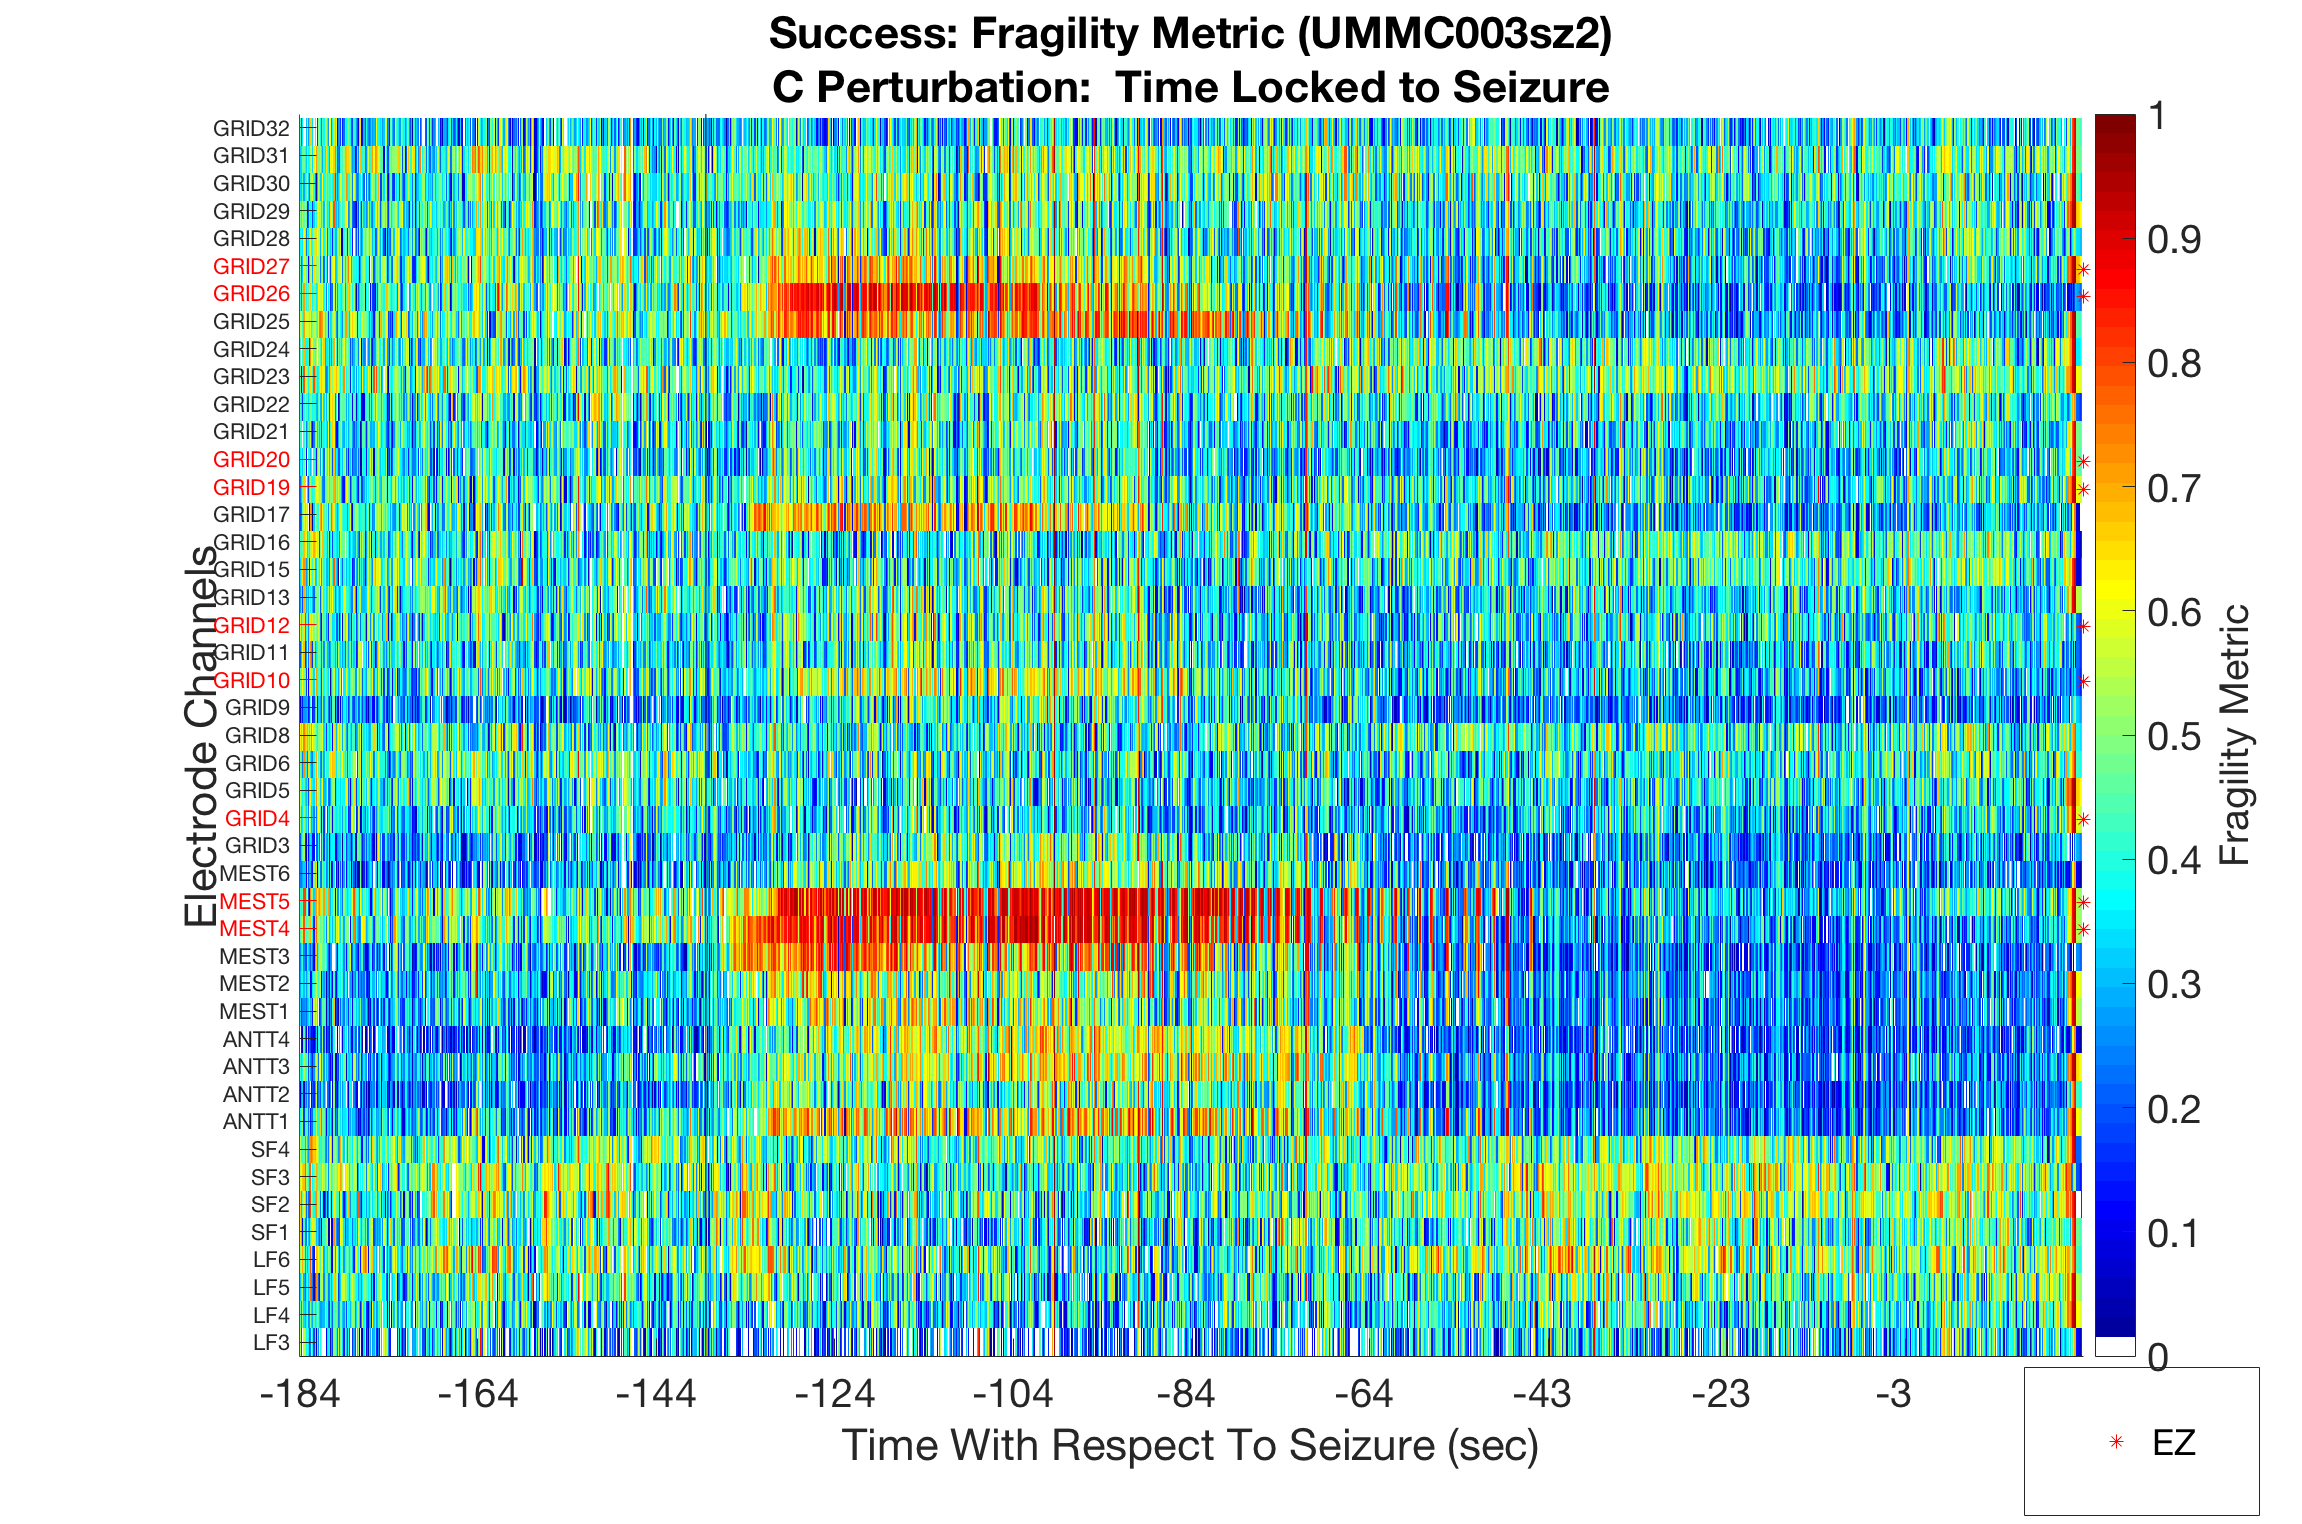 Success: Fragility Metric (UMMC003sz2)
C Perturbation:  Time Locked to Seizure
Electrode Channels
GRID32
GRID31
GRID30
GRID29
GRID28
GRID27
GRID26
GRID25
GRID24
GRID23
GRID22
GRID21
GRID20
GRID19
GRID17
GRID16
GRID15
GRID13
GRID12
GRID11
GRID10
GRID9
GRID8
GRID6
GRID5
GRID4
GRID3
MEST6
MEST5
MEST4
MEST3
MEST2
MEST1
ANTT4
ANTT3
ANTT2
ANTT1
SF4
SF3
SF2
SF1
LF6
LF5
LF4
LF3
-184 -164 -144 -124 -104 -84 -64 -43 -23 -3
Time With Respect To Seizure (sec)
1
0.9
0.8
0.7
0.6
0.5
0.4
0.3
0.2
0.1
0
Fragility Metric
EZ